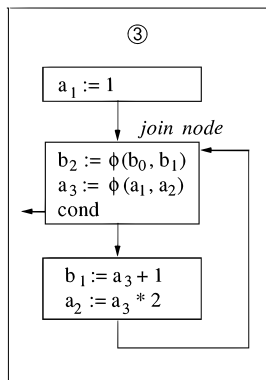 ③
a₁ := 1
join node
b₂ := ϕ(b₀, b₁)
a₃ := ϕ(a₁, a₂)
cond
b₁ := a₃ + 1
a₂ := a₃ * 2